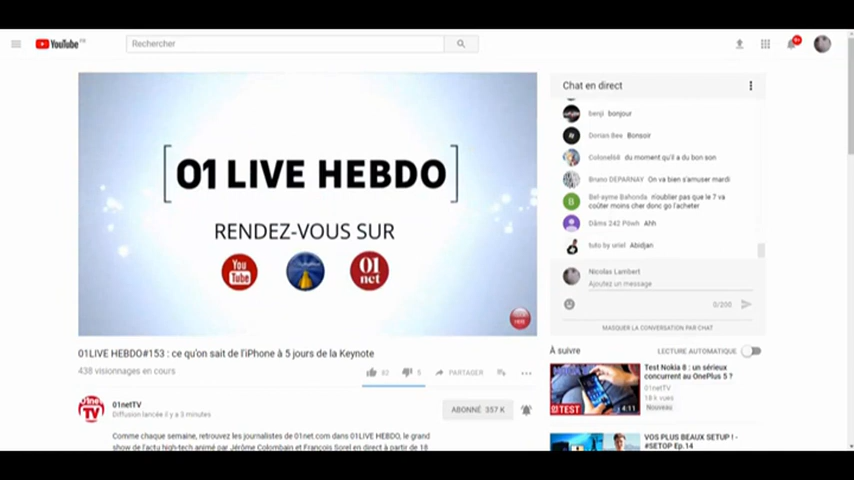 YouTube FR
Rechercher
9+
[01 LIVE HEBDO]
RENDEZ-VOUS SUR
You Tube
01 net
Chat en direct
benji bonjour
Dorian Bee Bonsoir
Colonel68 du moment qu'il a du bon son
Bruno DEPARNAY On va bien s'amuser mardi
Bel-ayme Bahonda n'oublier pas que le 7 va
coûter moins cher donc go l'acheter
Dâms 242 Pilwh Ahh
tuto by uriel Abidjan
Nicolas Lambert
Ajoutez un message
0/200
MASQUER LA CONVERSATION PAR CHAT
01LIVE HEBDO#153 : ce qu'on sait de l'iPhone à 5 jours de la Keynote
438 visionnages en cours
82
5
PARTAGER
01net TV
01netTV
Diffusion lancée il y a 3 minutes
ABONNÉ 357 K
Comme chaque semaine, retrouvez les journalistes de 01net.com dans 01LIVE HEBDO, le grand
show de l'actu high-tech animé par Jérôme Colombain et François Sorel en direct à partir de 18
À suivre
LECTURE AUTOMATIQUE
TEST
4:11
Test Nokia 8 : un sérieux
concurrent au OnePlus 5 ?
01netTV
18 k vues
Nouveau
VOS PLUS BEAUX SETUP ! -
#SETOP Ep.14